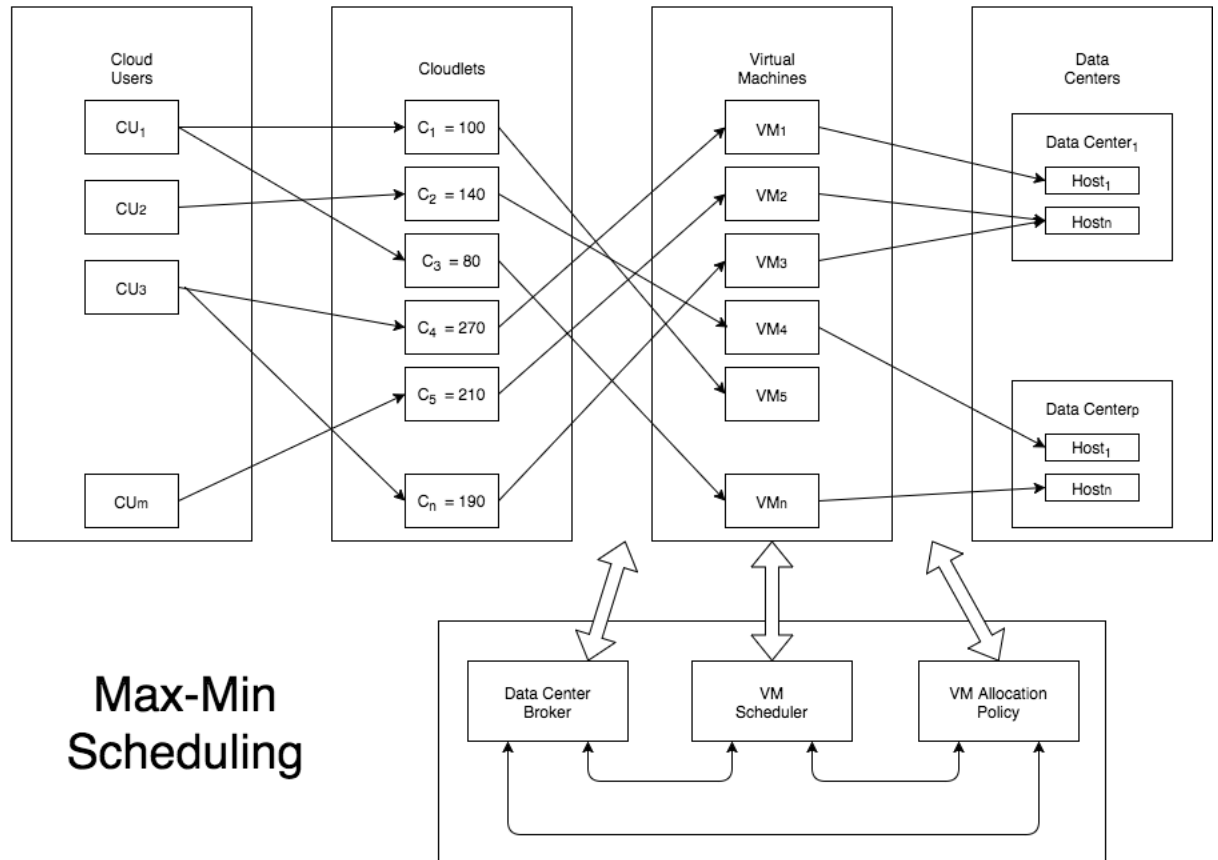 Cloud
Users
CU₁
CU₂
CU₃
CUm
Cloudlets
C₁ = 100
C₂ = 140
C₃ = 80
C₄ = 270
C₅ = 210
Cₙ = 190
Virtual
Machines
VM₁
VM₂
VM₃
VM₄
VM₅
VMn
Data
Centers
Data Center₁
Host₁
Hostn
Data Centerp
Host₁
Hostn
Max-Min
Scheduling
Data Center
Broker
VM
Scheduler
VM Allocation
Policy